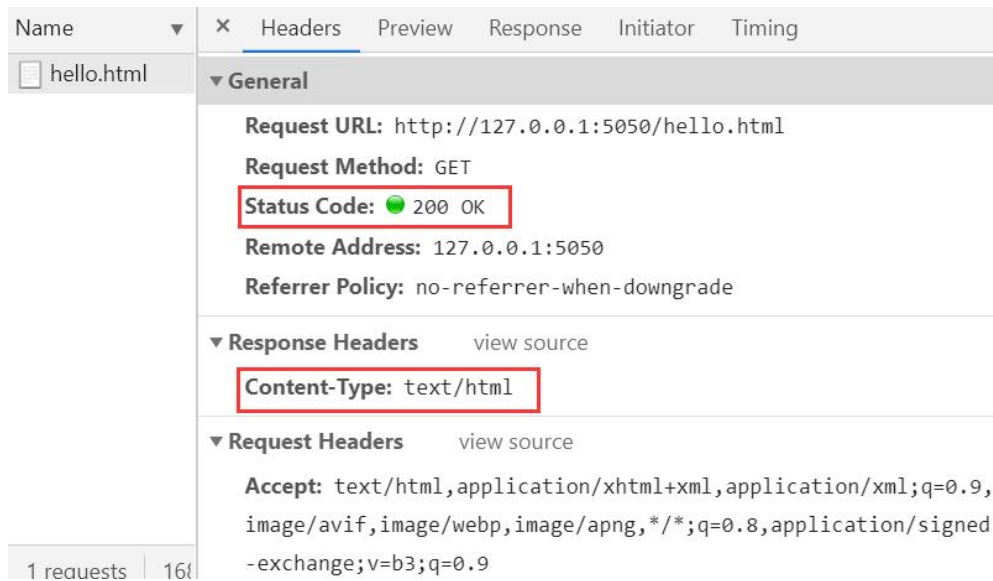 Name ▼
× Headers Preview Response Initiator Timing
hello.html
▼ General
Request URL: http://127.0.0.1:5050/hello.html
Request Method: GET
Status Code: 200 OK
Remote Address: 127.0.0.1:5050
Referrer Policy: no-referrer-when-downgrade
▼ Response Headers view source
Content-Type: text/html
▼ Request Headers view source
Accept: text/html,application/xhtml+xml,application/xml;q=0.9,
image/avif,image/webp,image/apng,*/*;q=0.8,application/signed
-exchange;v=b3;q=0.9
1 requests